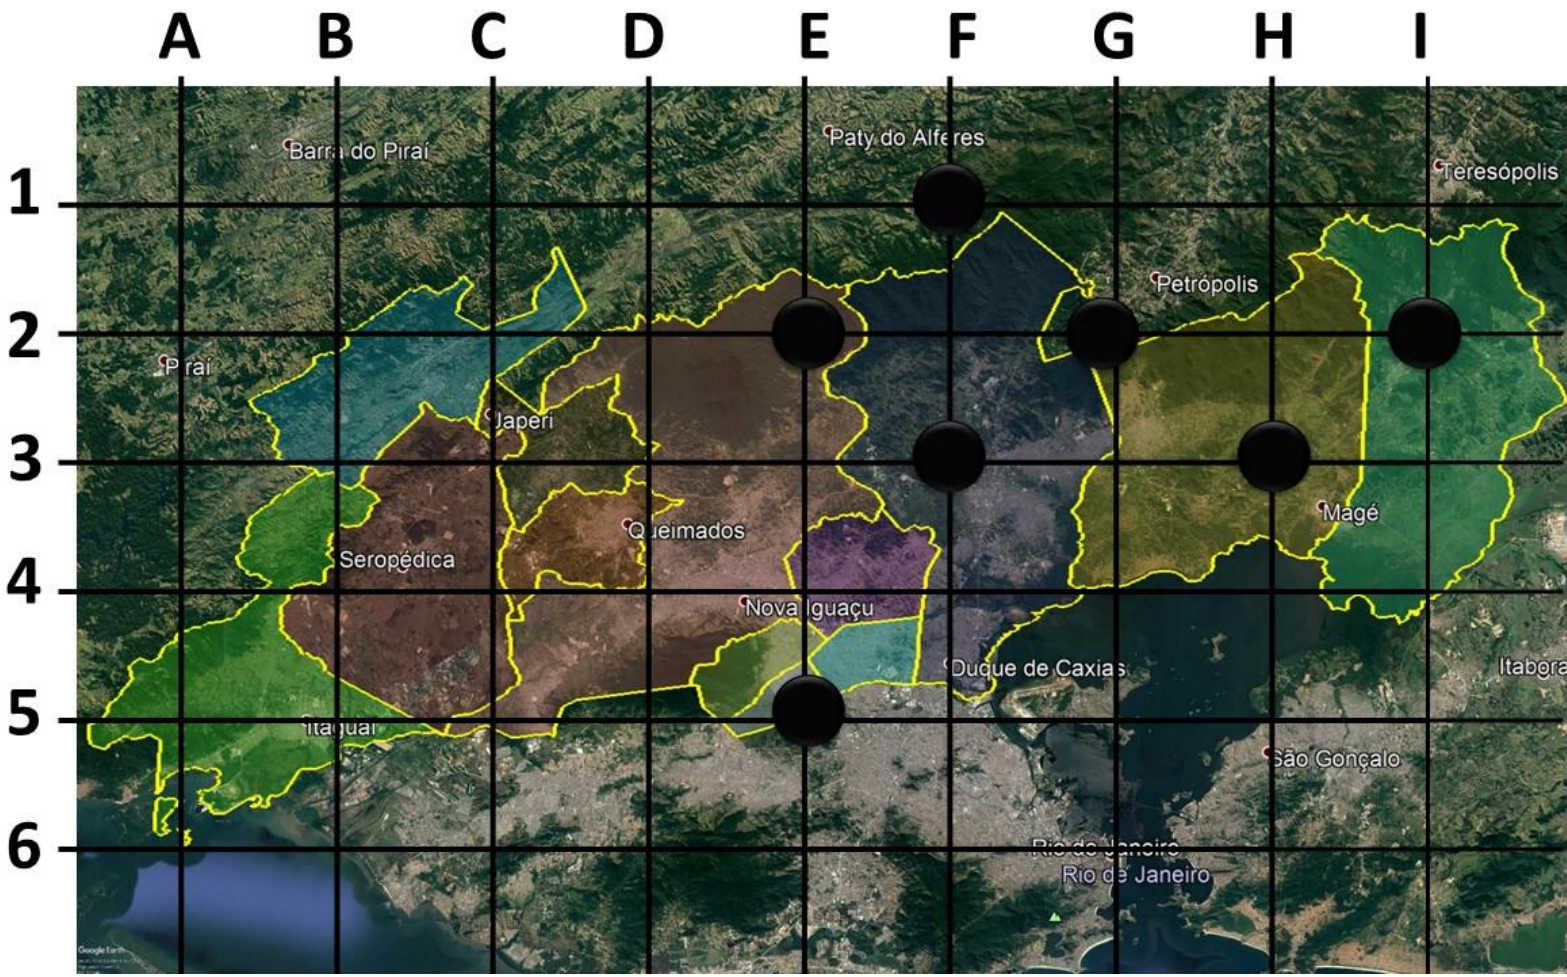 A B C D E F G H I
Paty do Alferes
Barra do Piraí
Teresópolis
1
Petrópolis
2
Piraí
Japeri
3
Magé
Queimados
Seropédica
4
Nova Iguaçu
Duque de Caxias
Itabora
5
Itaguaí
São Gonçalo
6
Rio de Janeiro
Rio de Janeiro
Google Earth